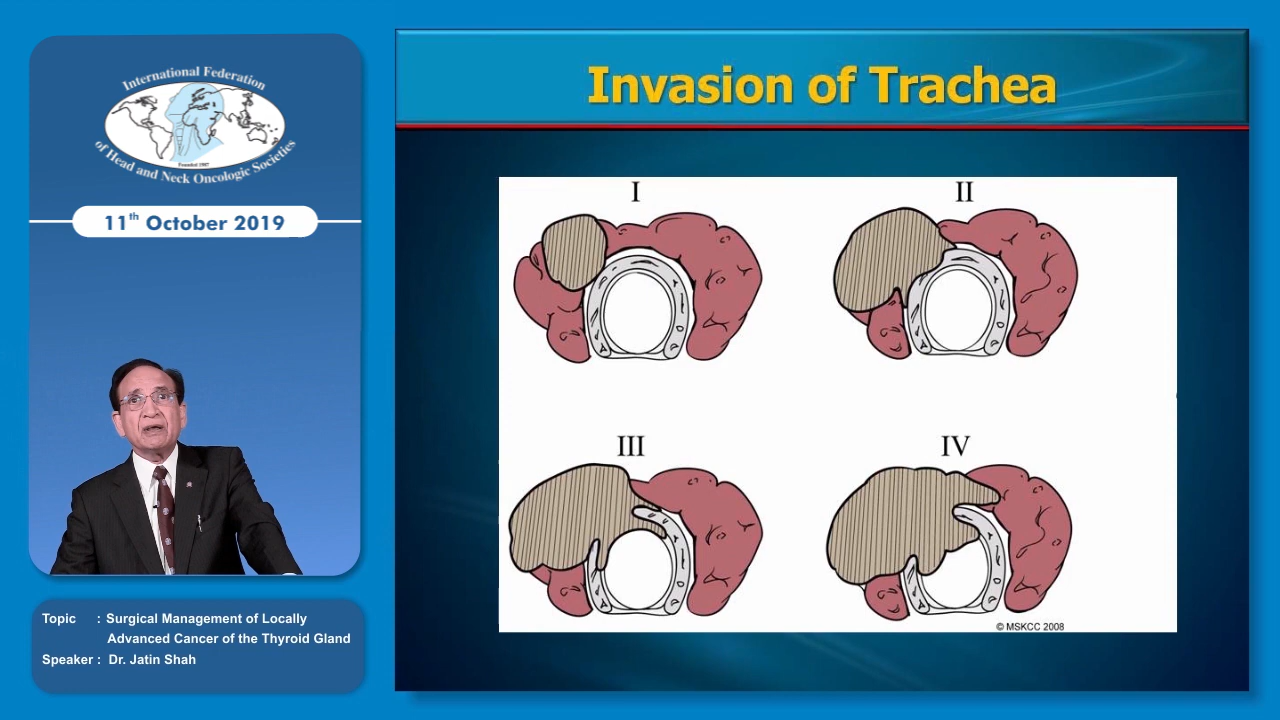 International Federation
of Head and Neck Oncologic Societies
Founded 1987
11th October 2019
Topic : Surgical Management of Locally
Advanced Cancer of the Thyroid Gland
Speaker : Dr. Jatin Shah
Invasion of Trachea
I
II
III
IV
© MSKCC 2008